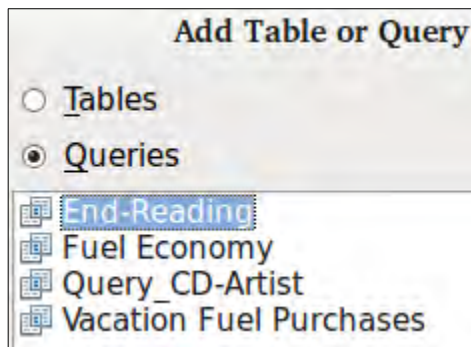 Add Table or Query
Tables
Queries
End-Reading
Fuel Economy
Query_CD-Artist
Vacation Fuel Purchases